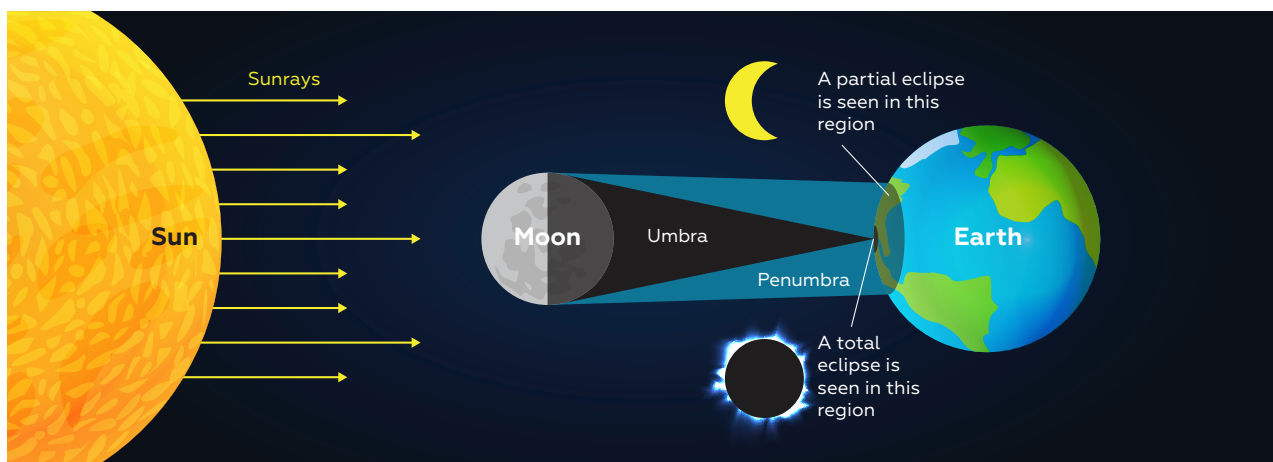 Sunrays
A partial eclipse
is seen in this
region
Sun
Moon
Umbra
Earth
Penumbra
A total
eclipse is
seen in this
region